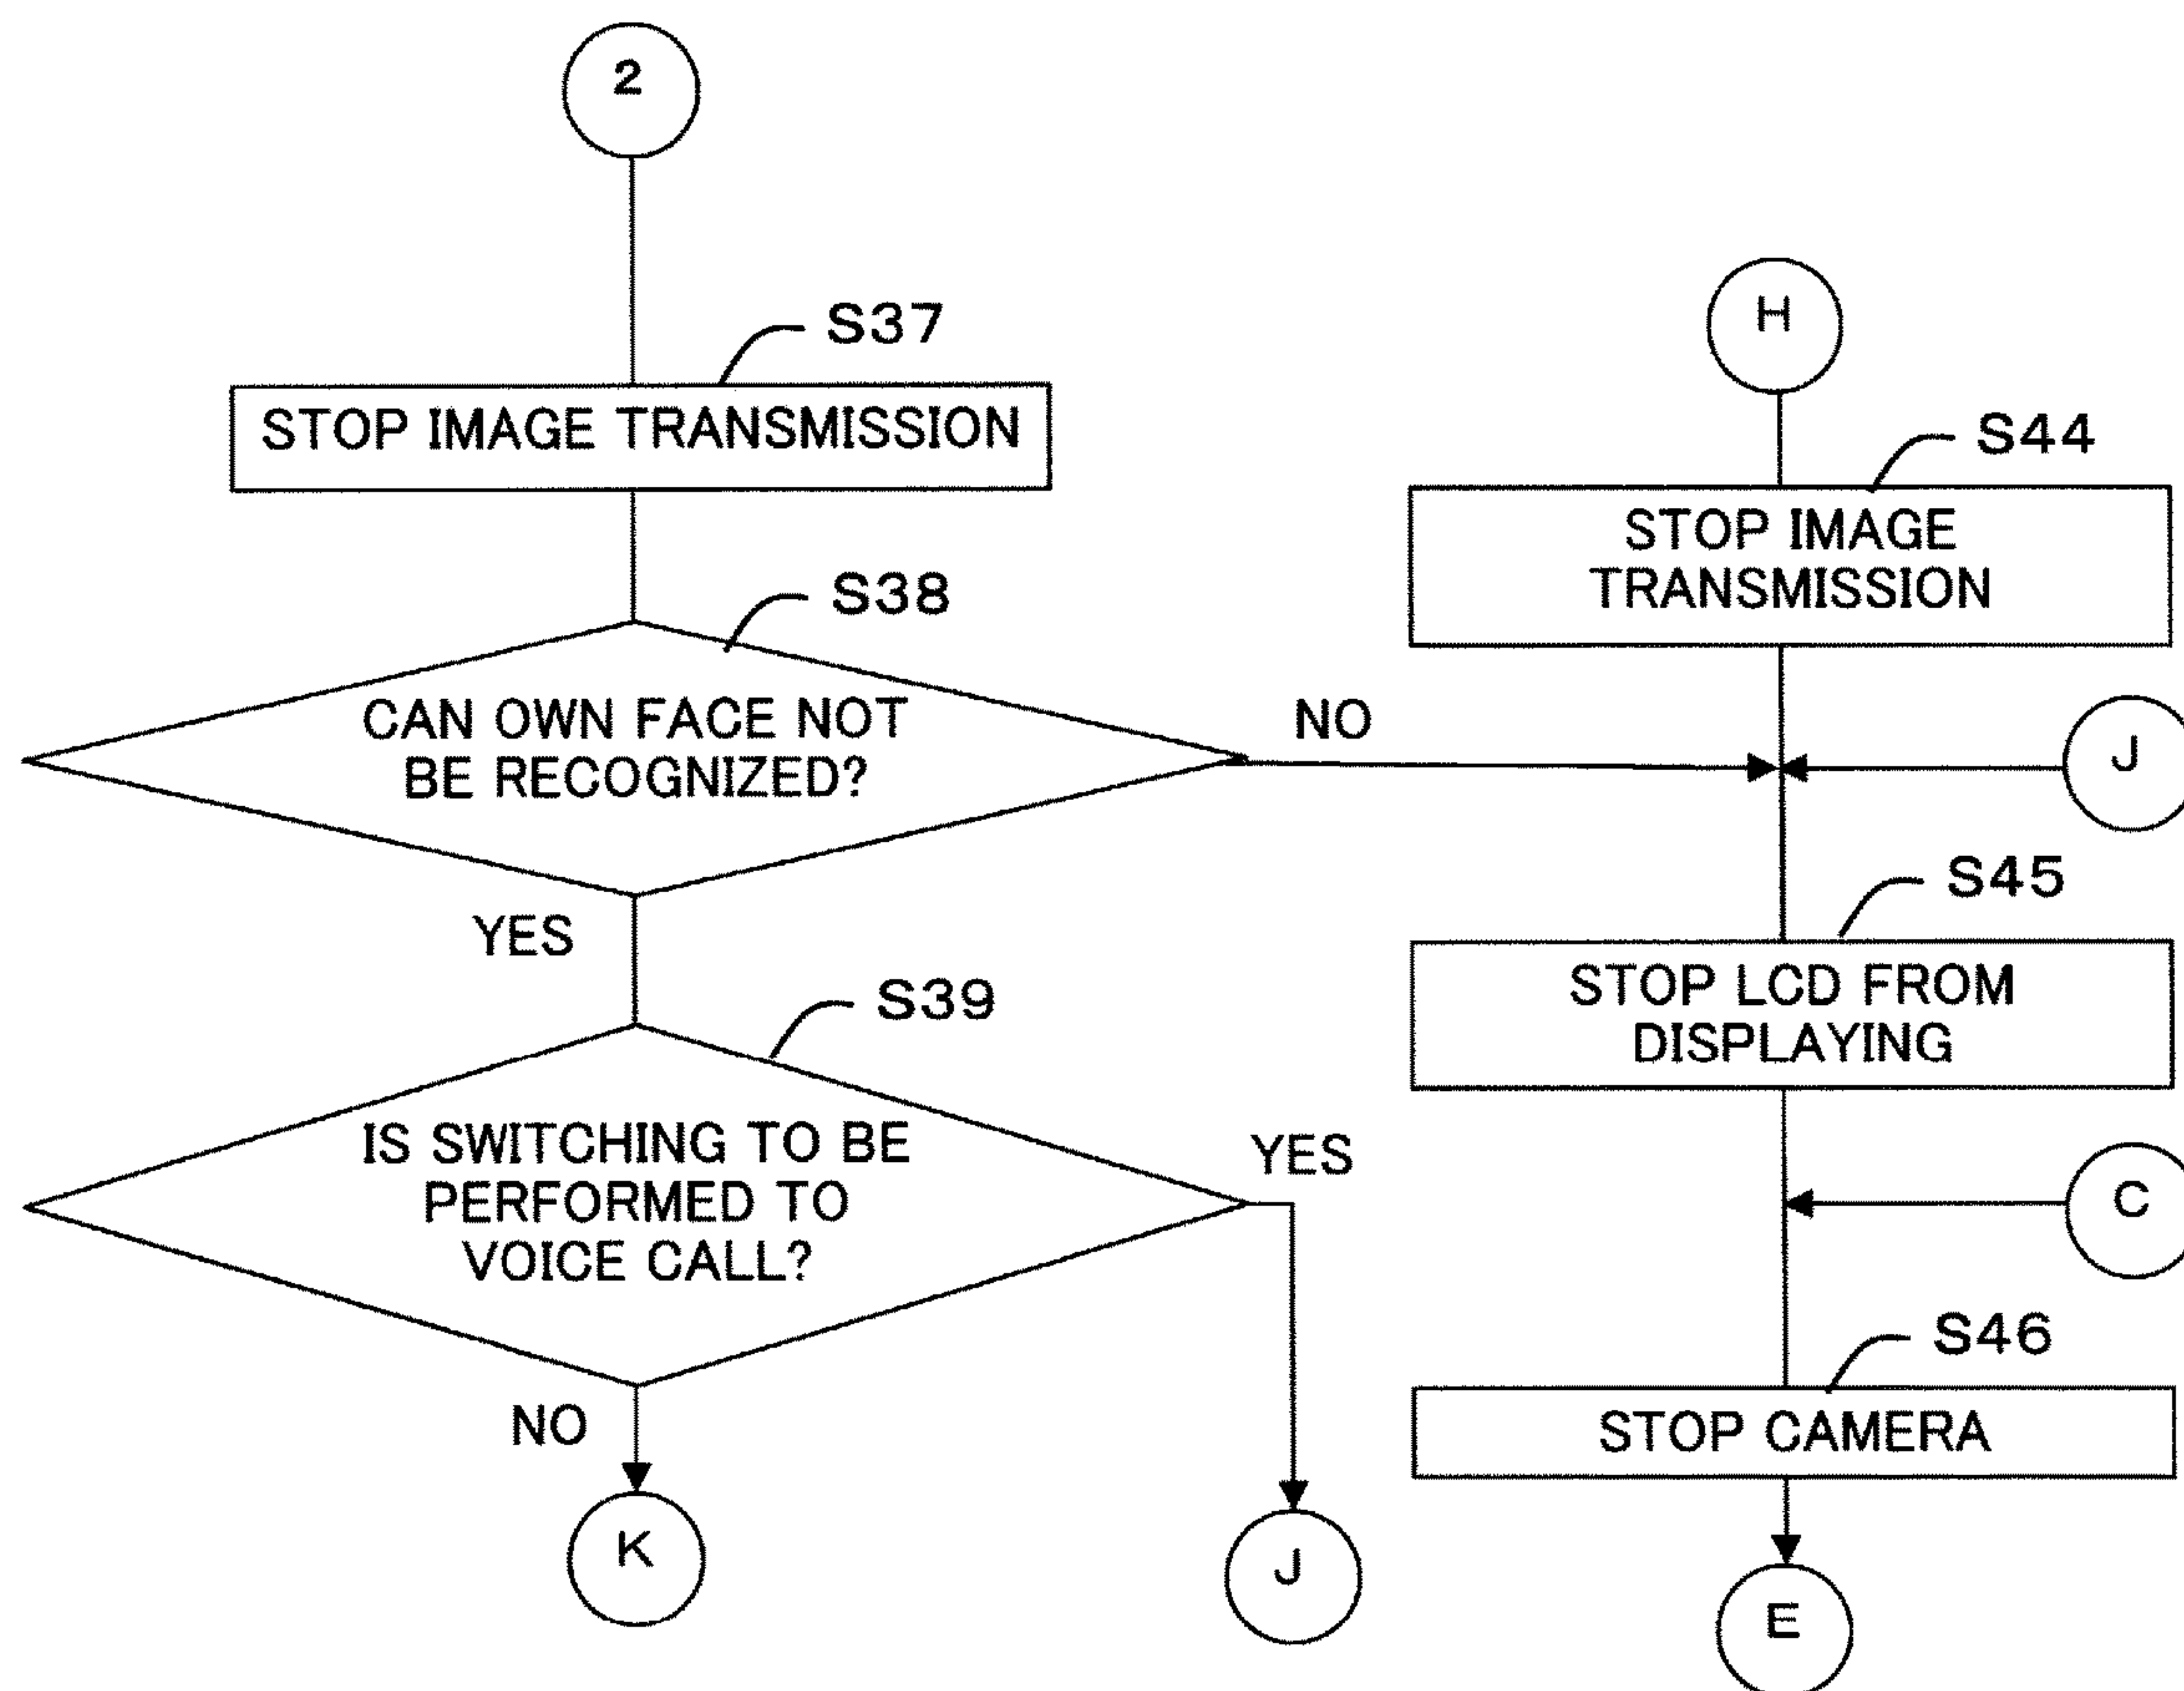 2
S37
STOP IMAGE TRANSMISSION
S38
CAN OWN FACE NOT
BE RECOGNIZED?
NO
YES
S39
IS SWITCHING TO BE
PERFORMED TO
VOICE CALL?
YES
NO
K
J
H
S44
STOP IMAGE
TRANSMISSION
J
S45
STOP LCD FROM
DISPLAYING
C
S46
STOP CAMERA
E